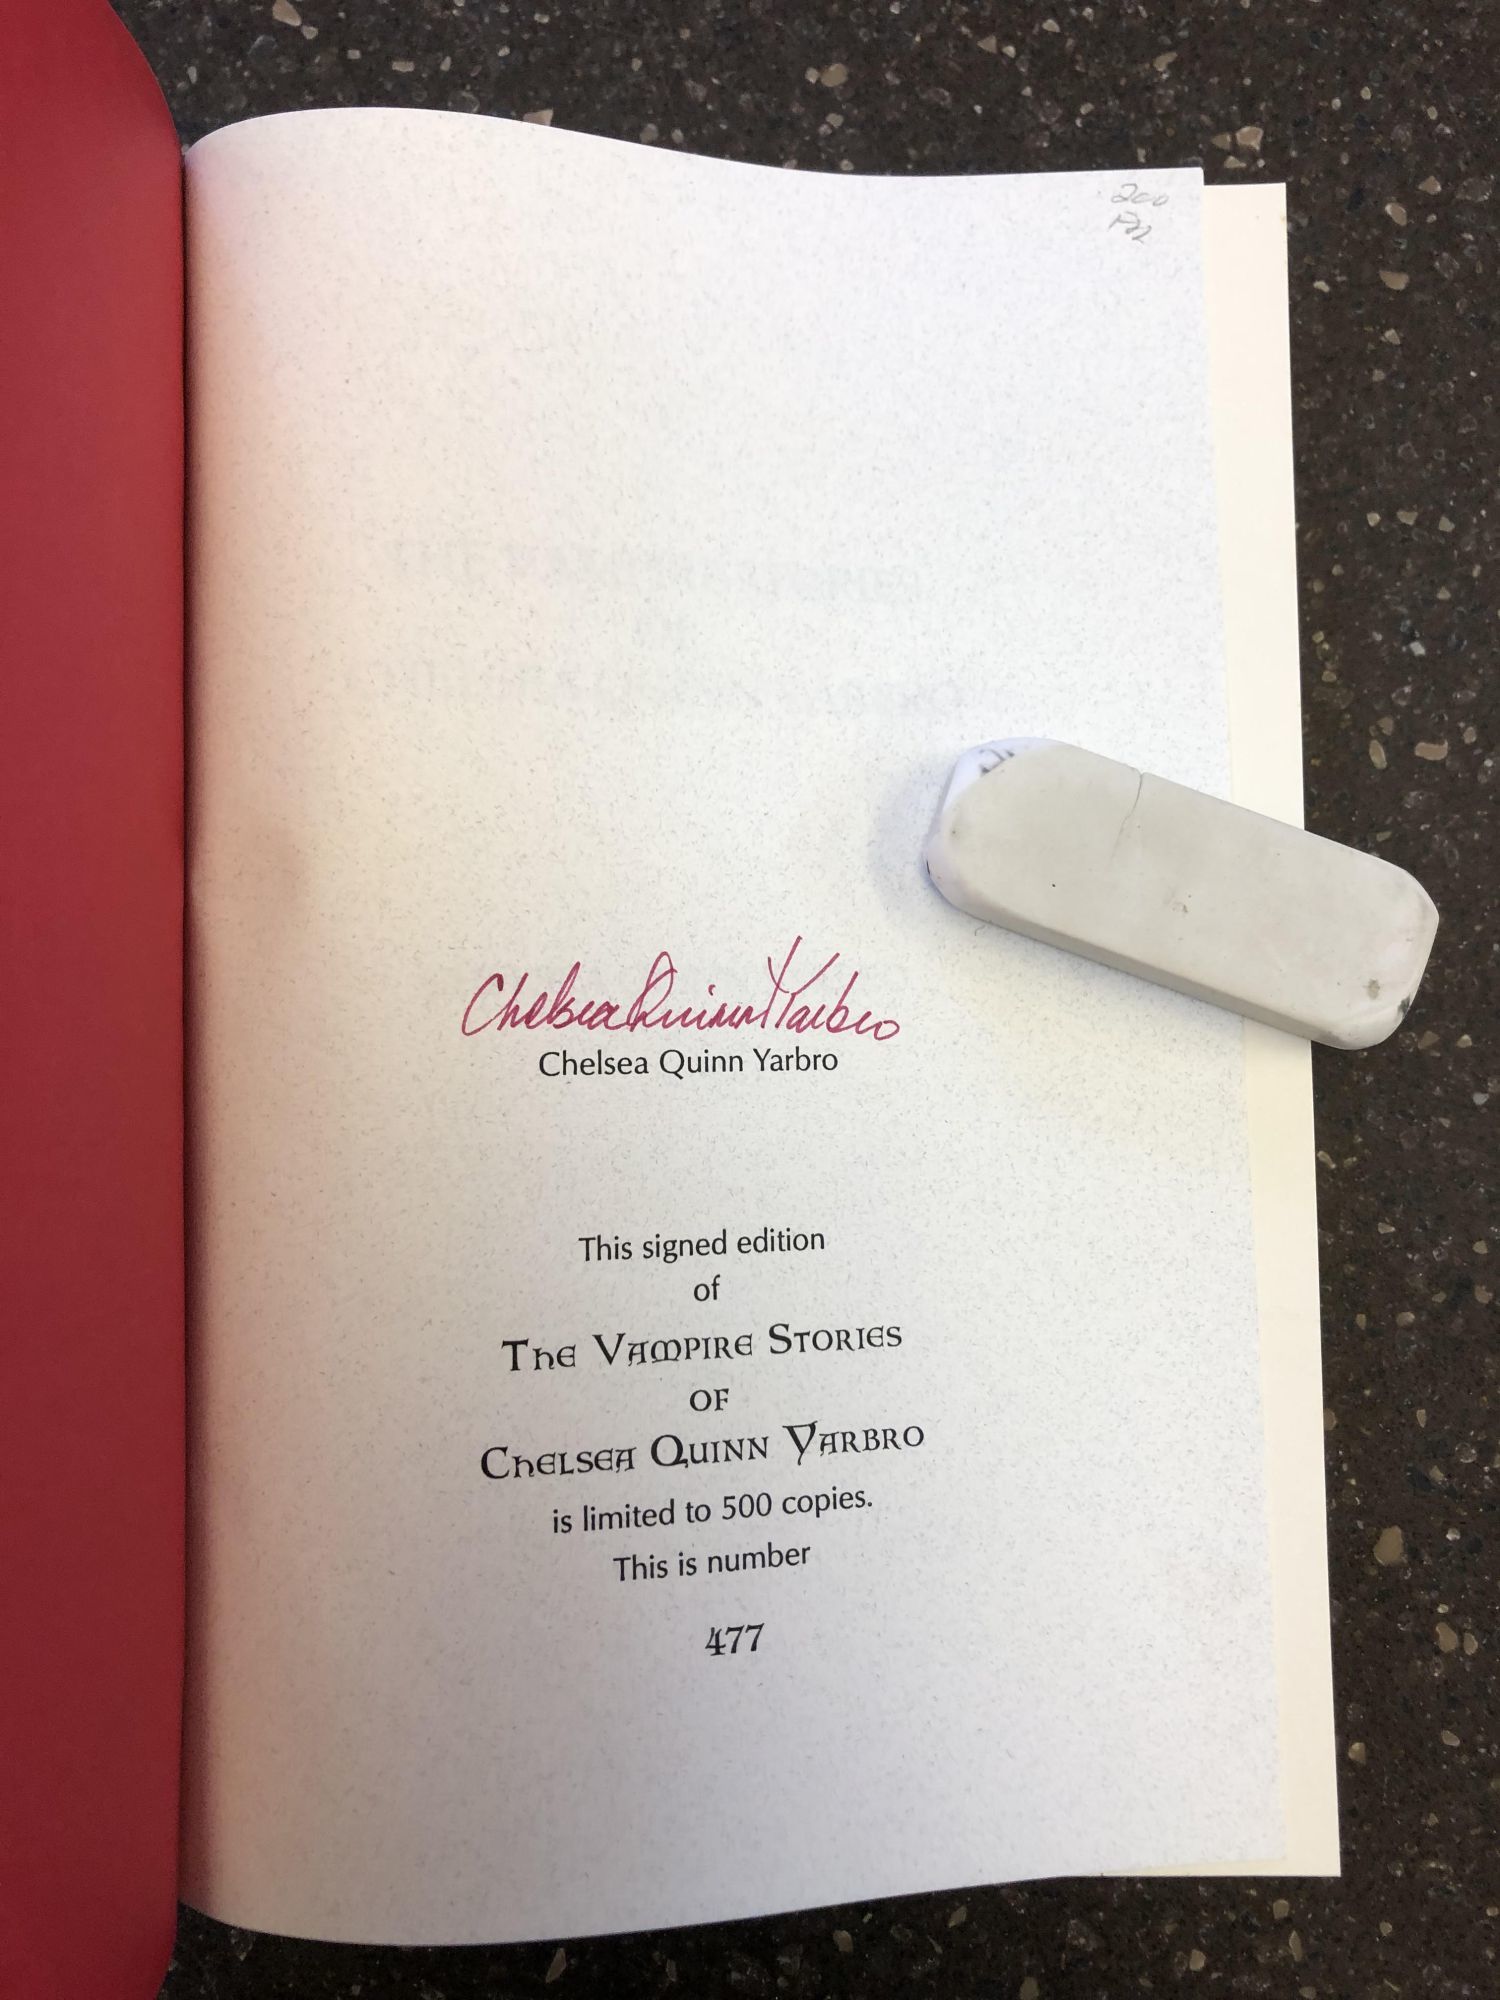 200
Chelsea Quinn Yarbro
Chelsea Quinn Yarbro
This signed edition
of
The Vampire Stories
of
Chelsea Quinn Yarbro
is limited to 500 copies.
This is number
477